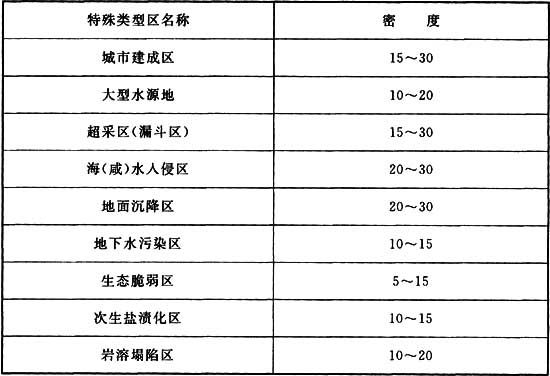 特殊类型区名称 密 度
城市建成区 15～30
大型水源地 10～20
超采区(漏斗区) 15～30
海(咸)水人侵区 20～30
地面沉降区 20～30
地下水污染区 10～15
生态脆弱区 5～15
次生盐渍化区 10～15
岩溶塌陷区 10～20